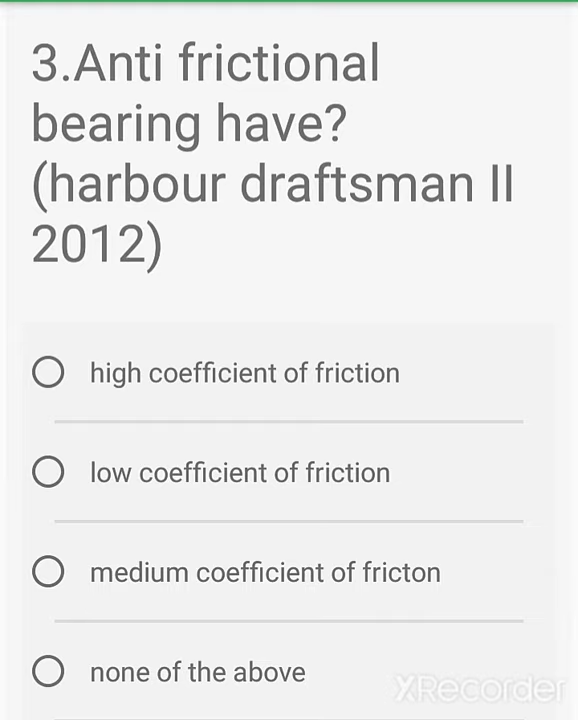 3.Anti frictional
bearing have?
(harbour draftsman II
2012)
high coefficient of friction
low coefficient of friction
medium coefficient of fricton
none of the above
XRecorder